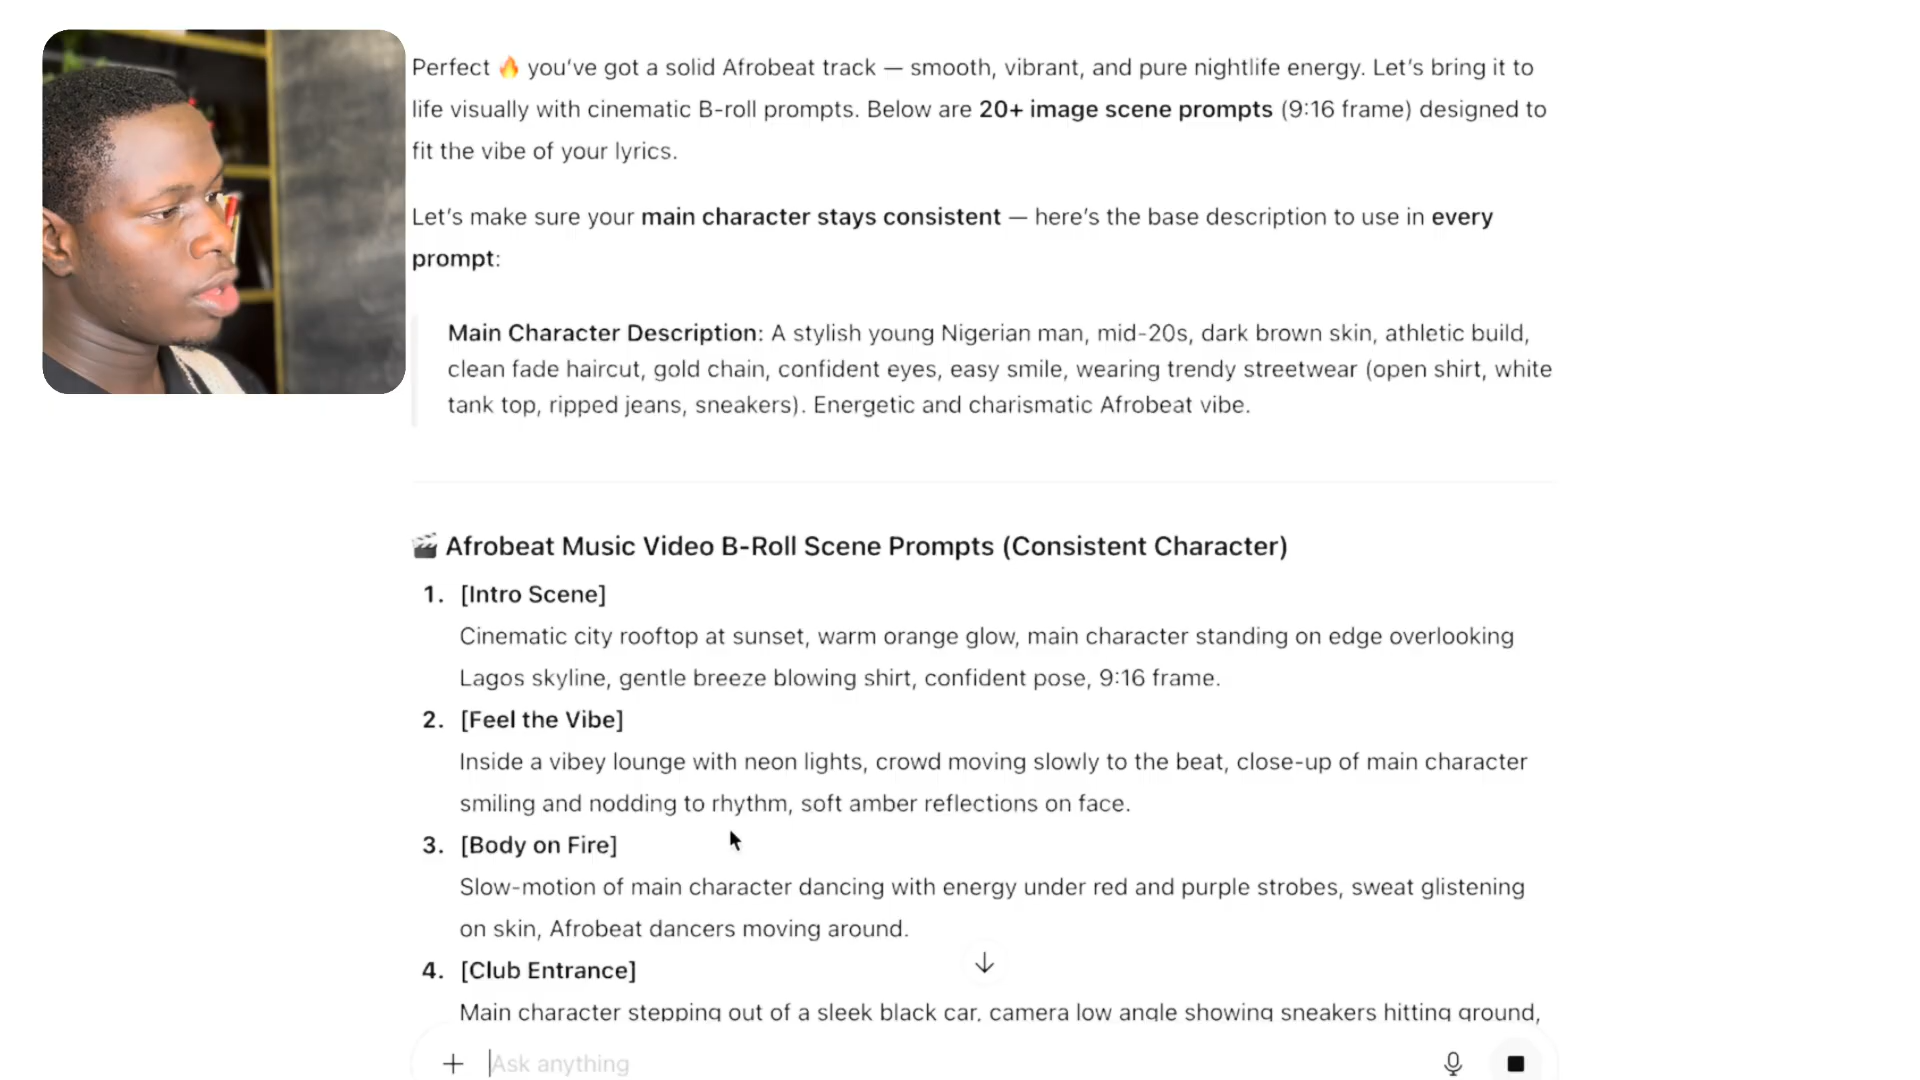 Perfect 🔥 you've got a solid Afrobeat track — smooth, vibrant, and pure nightlife energy. Let's bring it to
life visually with cinematic B-roll prompts. Below are 20+ image scene prompts (9:16 frame) designed to
fit the vibe of your lyrics.
Let's make sure your main character stays consistent — here's the base description to use in every
prompt:
Main Character Description: A stylish young Nigerian man, mid-20s, dark brown skin, athletic build,
clean fade haircut, gold chain, confident eyes, easy smile, wearing trendy streetwear (open shirt, white
tank top, ripped jeans, sneakers). Energetic and charismatic Afrobeat vibe.
🎬 Afrobeat Music Video B-Roll Scene Prompts (Consistent Character)
1. [Intro Scene]
Cinematic city rooftop at sunset, warm orange glow, main character standing on edge overlooking
Lagos skyline, gentle breeze blowing shirt, confident pose, 9:16 frame.
2. [Feel the Vibe]
Inside a vibey lounge with neon lights, crowd moving slowly to the beat, close-up of main character
smiling and nodding to rhythm, soft amber reflections on face.
3. [Body on Fire]
Slow-motion of main character dancing with energy under red and purple strobes, sweat glistening
on skin, Afrobeat dancers moving around.
4. [Club Entrance]
Main character stepping out of a sleek black car, camera low angle showing sneakers hitting ground,
Ask anything